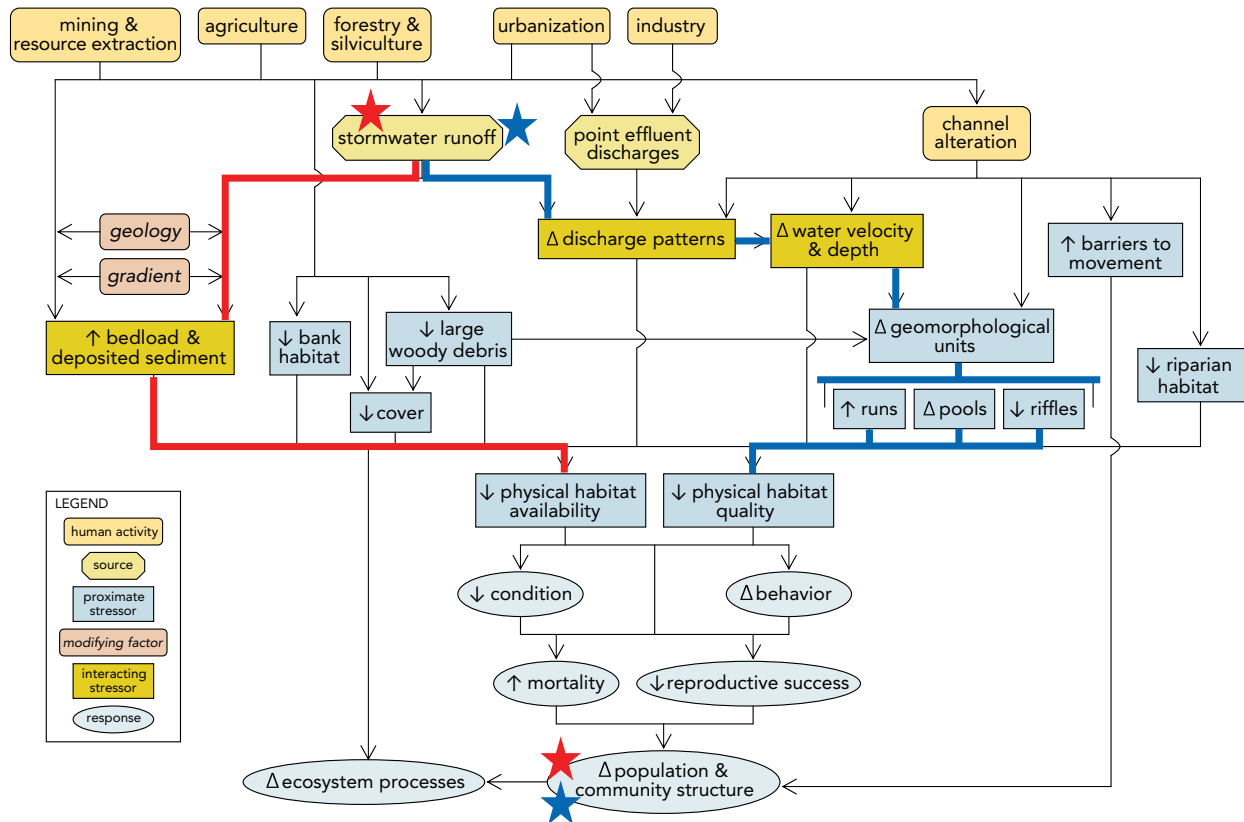 mining &
resource extraction
agriculture
forestry &
silviculture
urbanization
industry
stormwater runoff
point effluent
discharges
channel
alteration
geology
gradient
Δ discharge patterns
Δ water velocity
& depth
↑ barriers to
movement
↑ bedload &
deposited sediment
↓ bank
habitat
↓ large
woody debris
Δ geomorphological
units
↓ riparian
habitat
↓ cover
↑ runs
Δ pools
↓ riffles
↓ physical habitat
availability
↓ physical habitat
quality
LEGEND
human activity
source
proximate
stressor
modifying factor
interacting
stressor
response
↓ condition
Δ behavior
↑ mortality
↓ reproductive success
Δ ecosystem processes
Δ population &
community structure